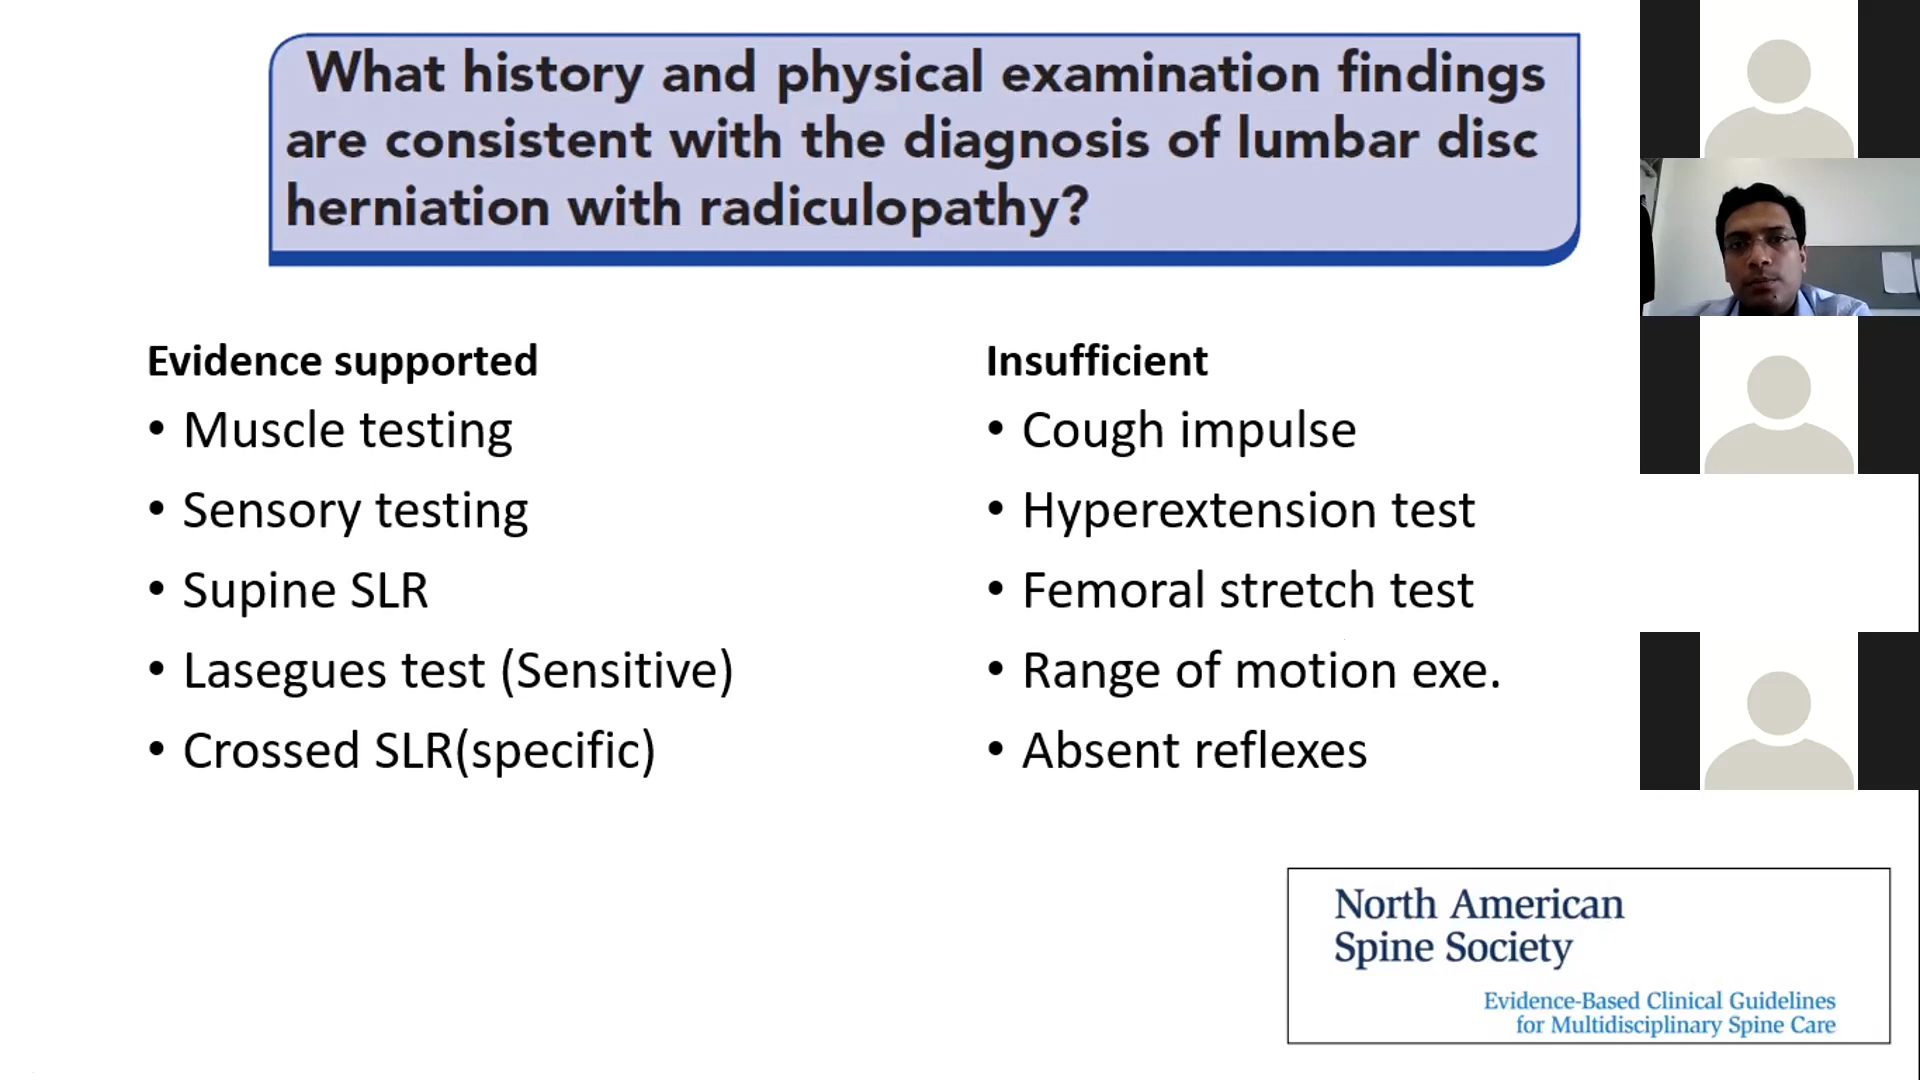 What history and physical examination findings
are consistent with the diagnosis of lumbar disc
herniation with radiculopathy?
Evidence supported
• Muscle testing
• Sensory testing
• Supine SLR
• Lasegues test (Sensitive)
• Crossed SLR(specific)
Insufficient
• Cough impulse
• Hyperextension test
• Femoral stretch test
• Range of motion exe.
• Absent reflexes
North American
Spine Society
Evidence-Based Clinical Guidelines
for Multidisciplinary Spine Care